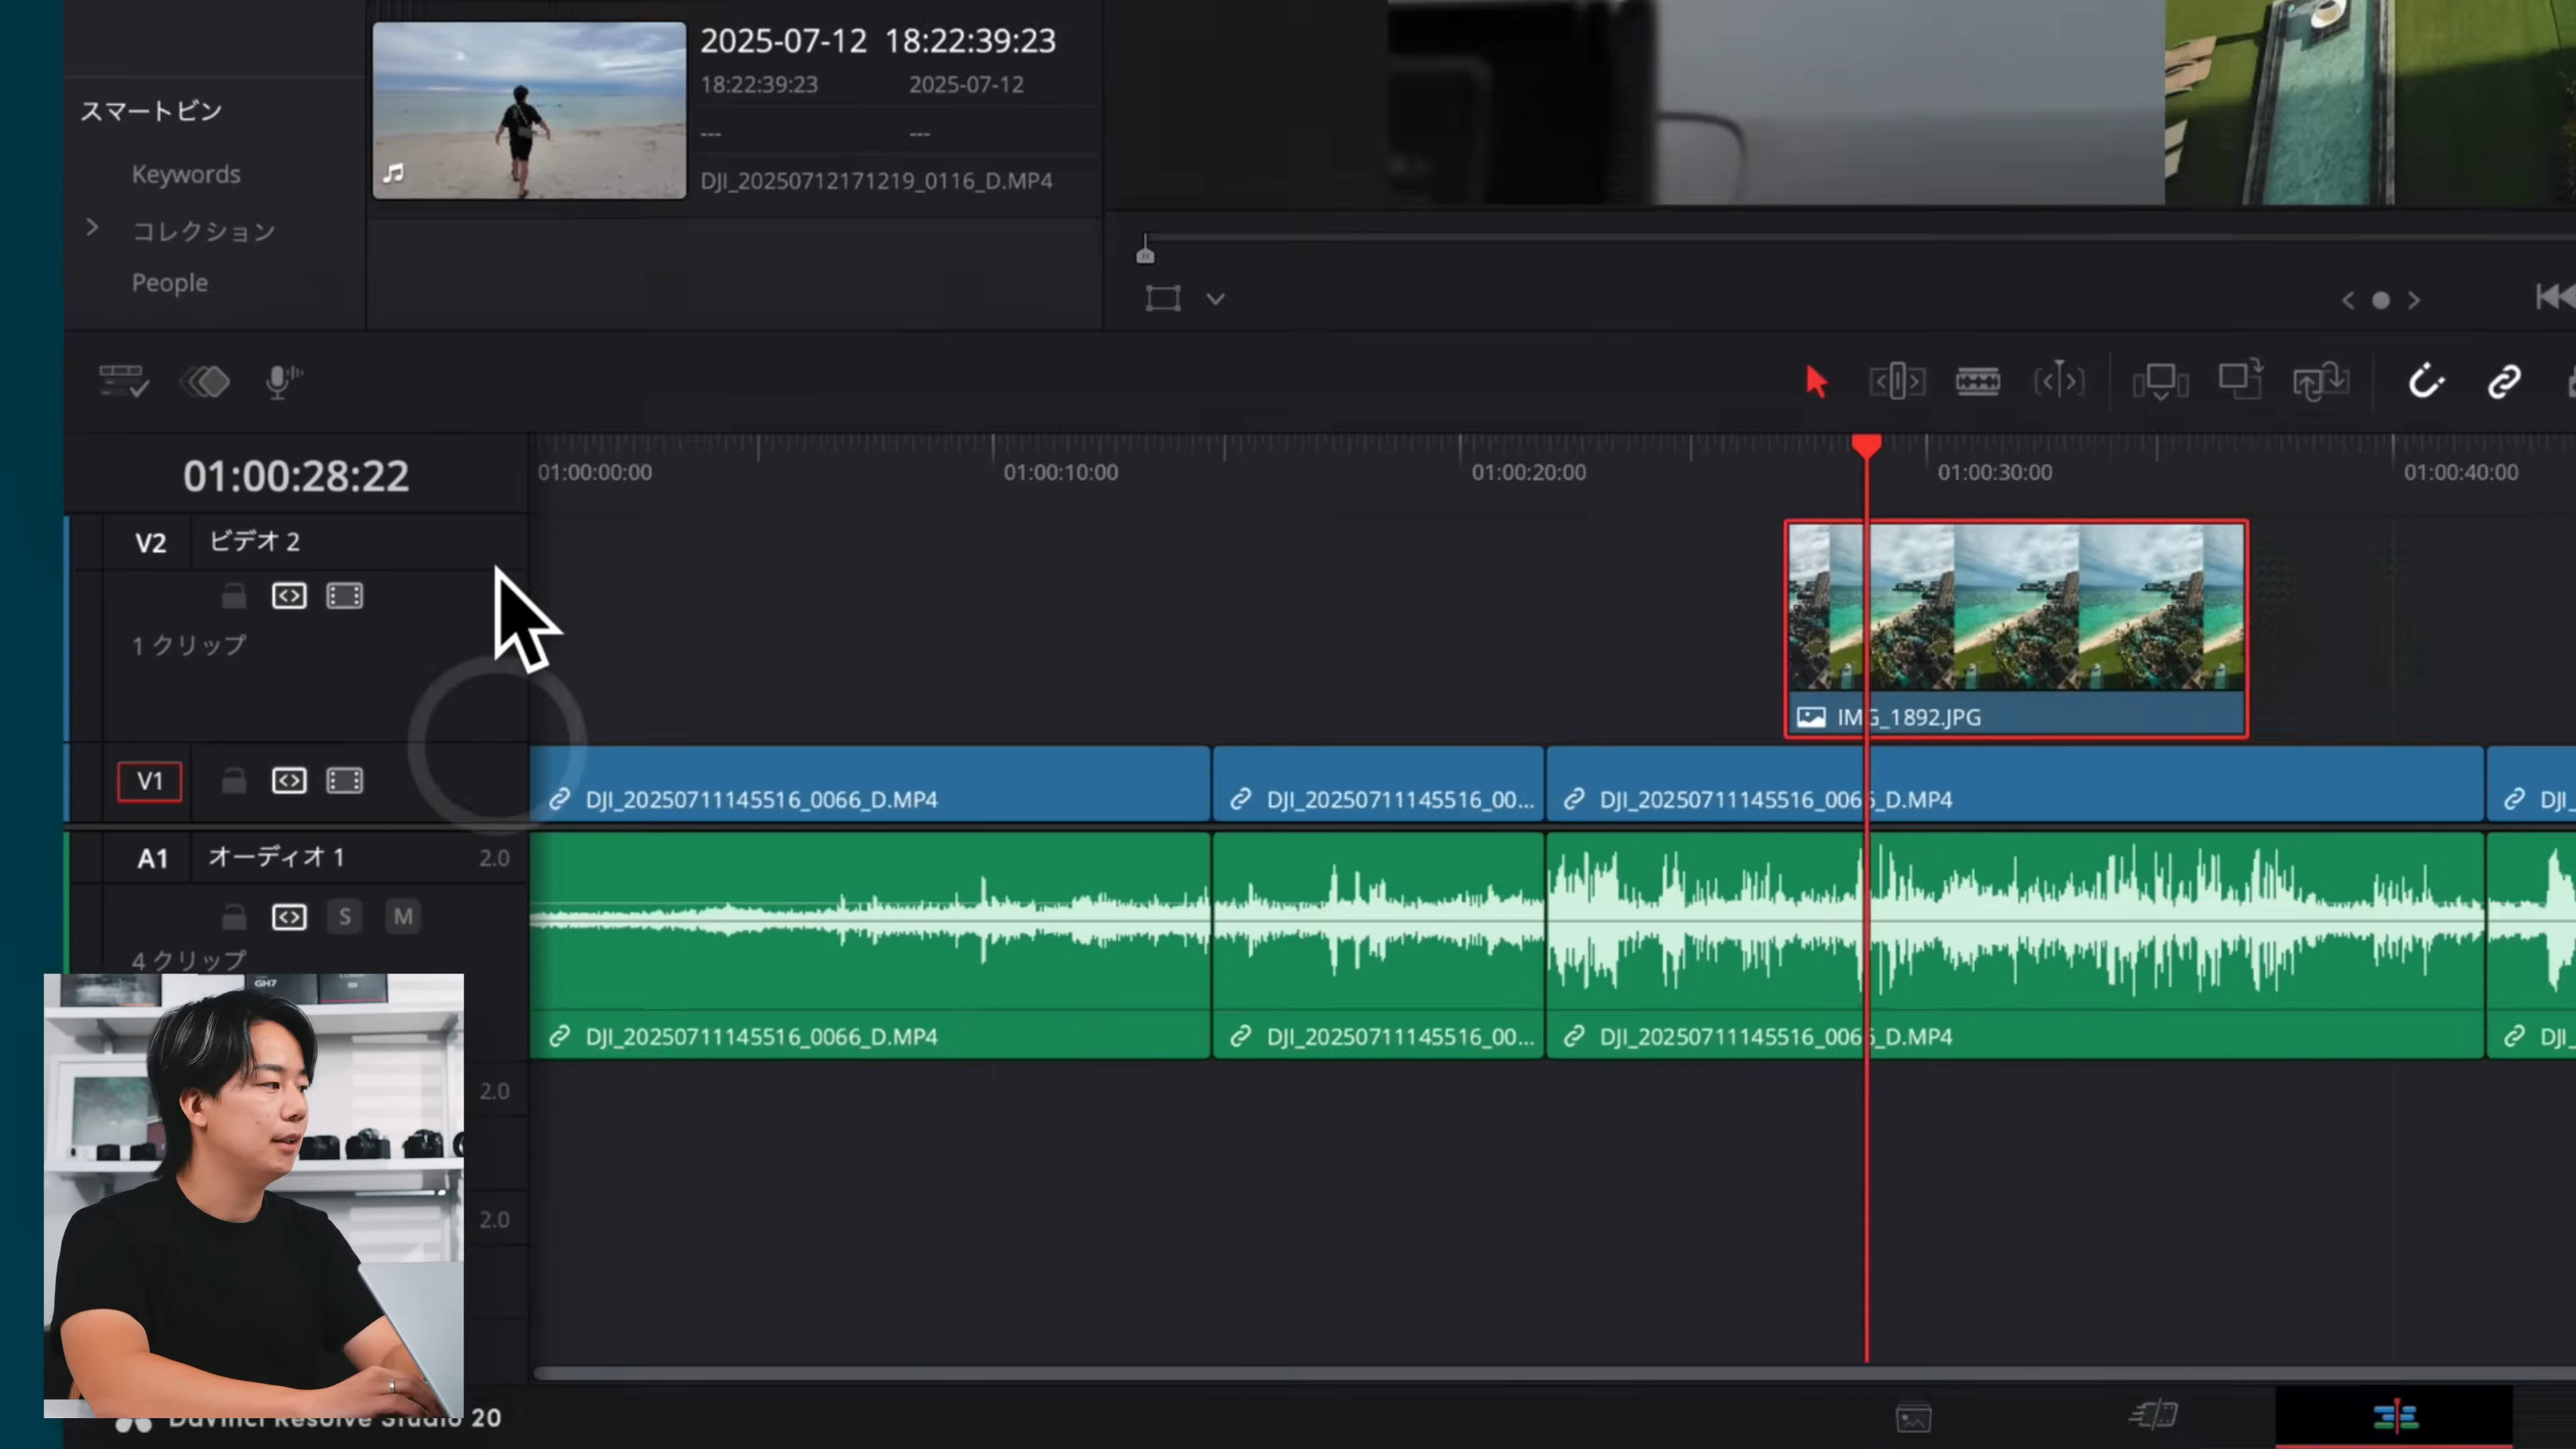 2025-07-12 18:22:39:23
18:22:39:23 2025-07-12
--- ---
DJI_20250712171219_0116_D.MP4
スマートビン
Keywords
コレクション
People
01:00:28:22
01:00:00:00 01:00:10:00 01:00:20:00 01:00:30:00 01:00:40:00
V2 ビデオ 2
1 クリップ
IMG_1892.JPG
V1
DJI_20250711145516_0066_D.MP4 DJI_20250711145516_00... DJI_20250711145516_0066_D.MP4 DJI_
A1 オーディオ 1 2.0
S M
4 クリップ
DJI_20250711145516_0066_D.MP4 DJI_20250711145516_00... DJI_20250711145516_0066_D.MP4 DJI_
GH7
2.0
2.0
DaVinci Resolve Studio 20